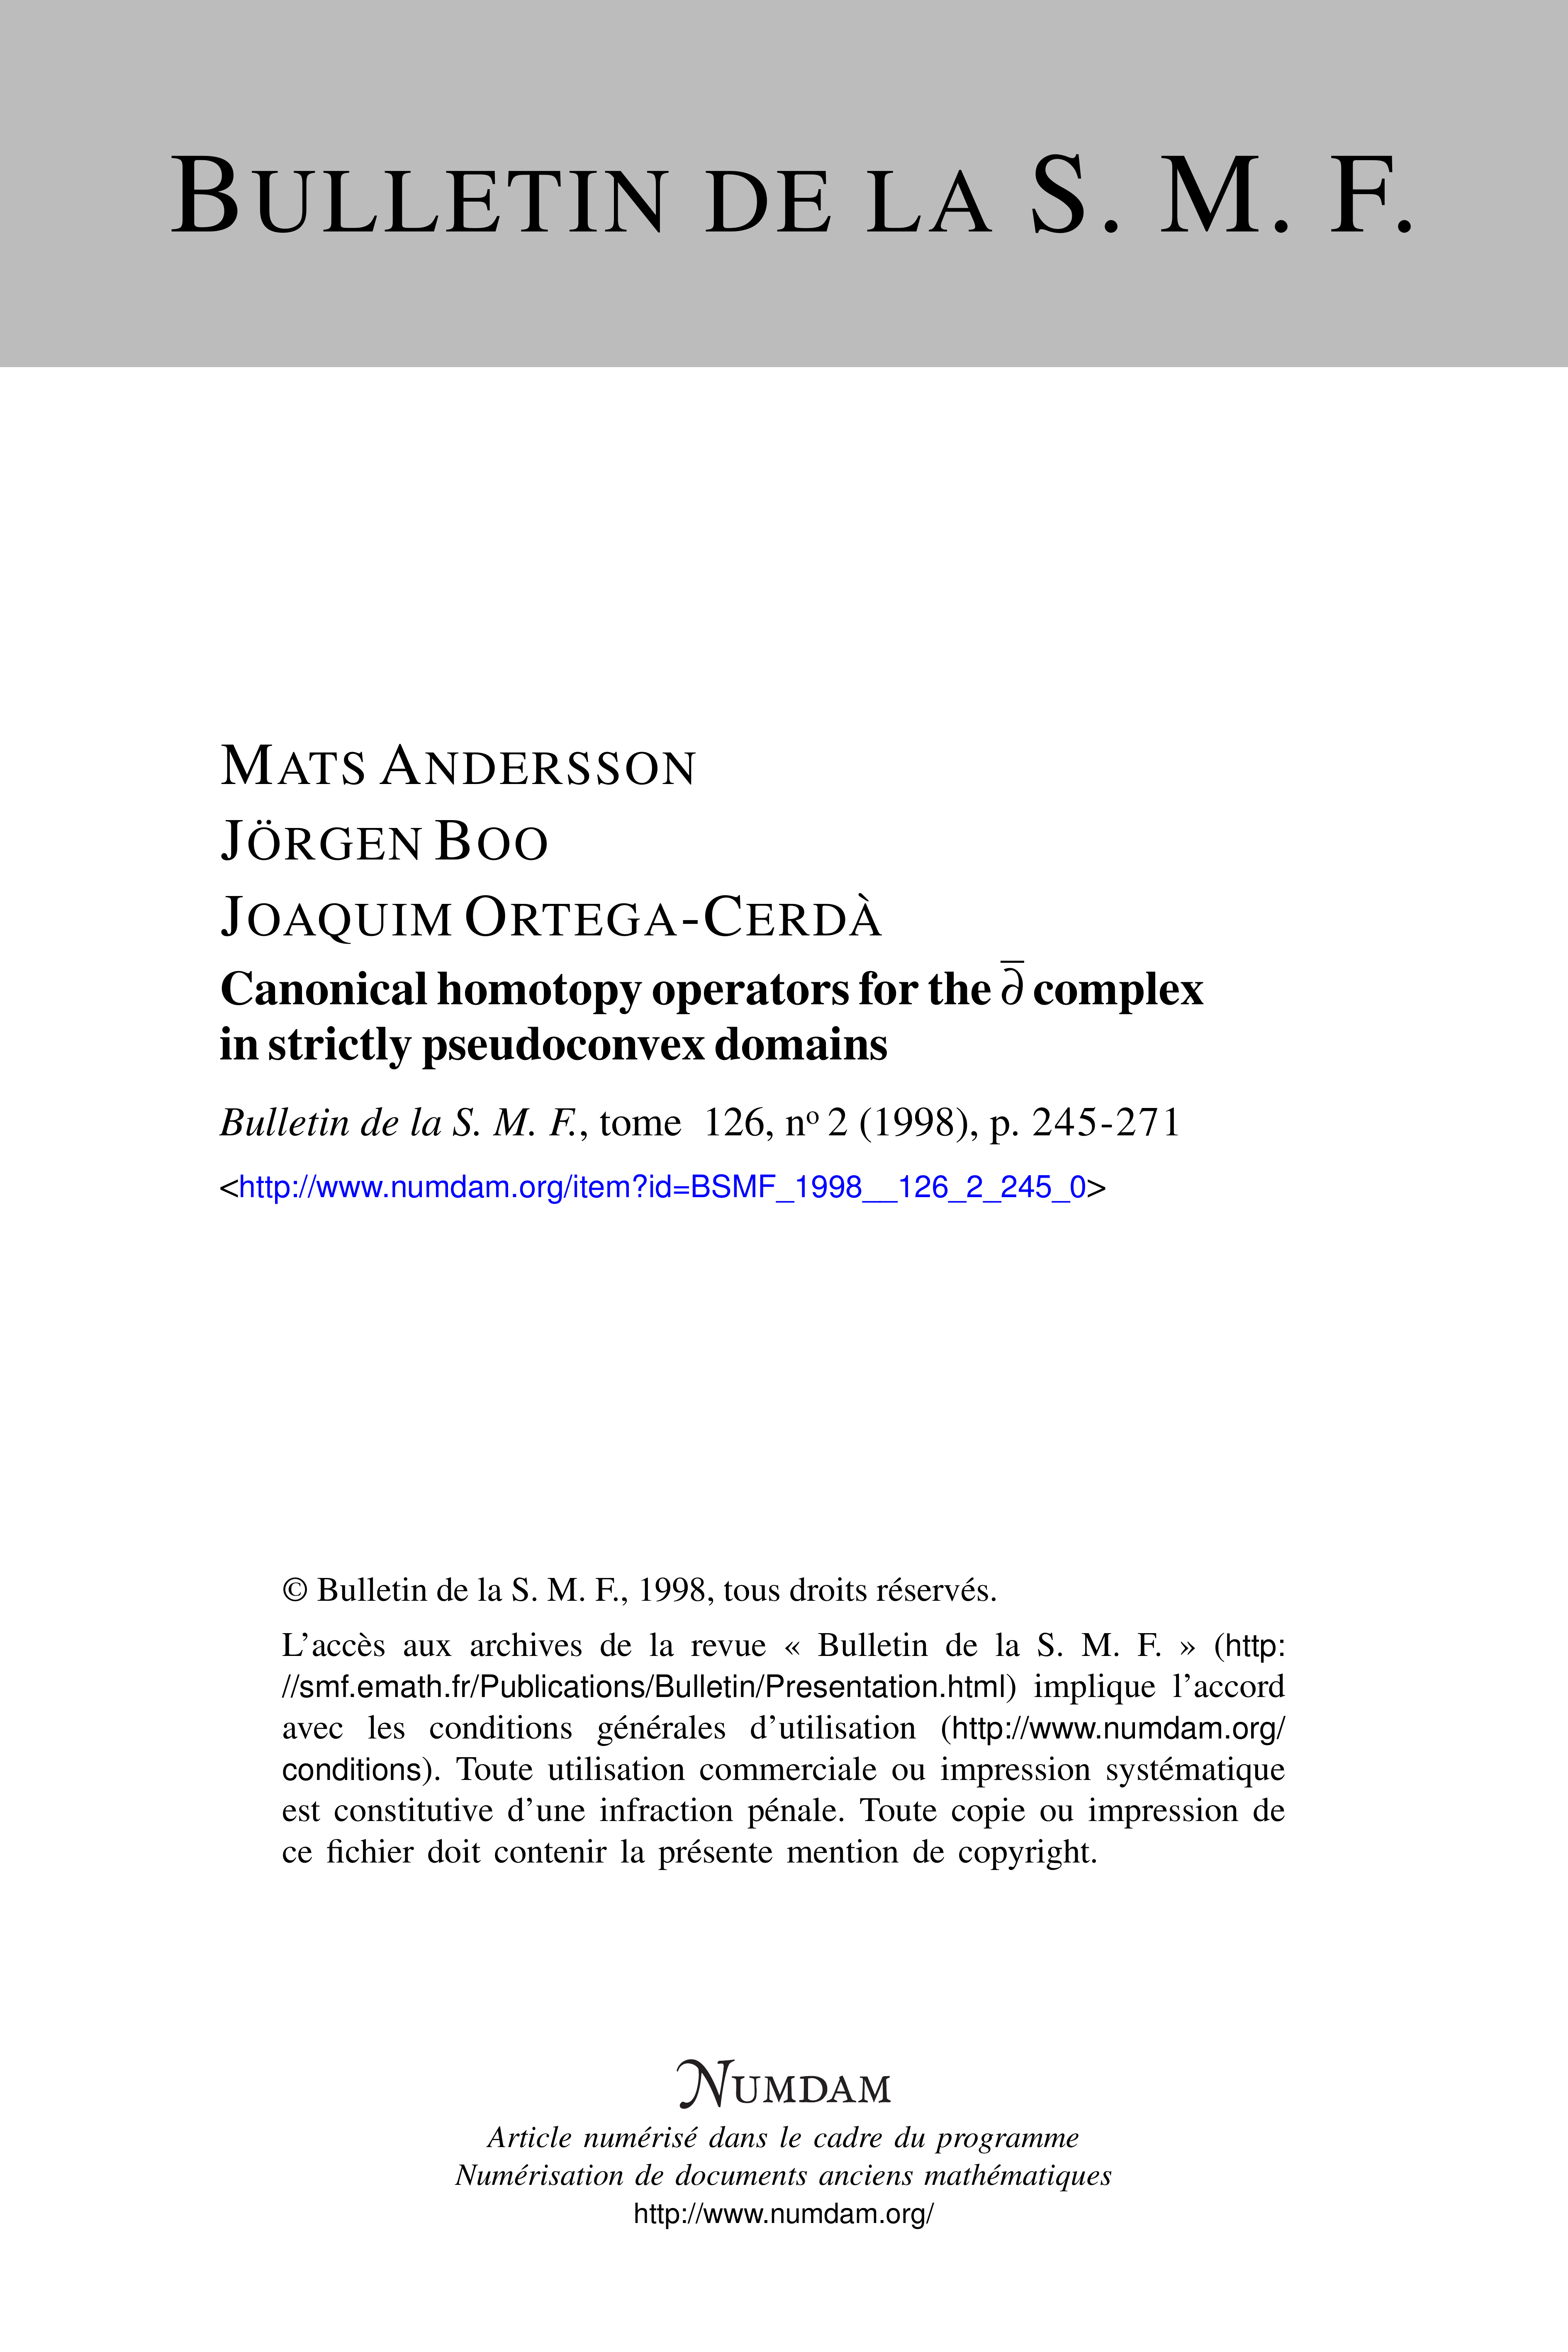 BULLETIN DE LA S. M. F.
MATS ANDERSSON
JÖRGEN BOO
JOAQUIM ORTEGA-CERDÀ
Canonical homotopy operators for the ∂̅ complex
in strictly pseudoconvex domains
Bulletin de la S. M. F., tome 126, nº 2 (1998), p. 245-271
<http://www.numdam.org/item?id=BSMF_1998__126_2_245_0>
© Bulletin de la S. M. F., 1998, tous droits réservés.
L’accès aux archives de la revue « Bulletin de la S. M. F. » (http:
//smf.emath.fr/Publications/Bulletin/Presentation.html) implique l’accord
avec les conditions générales d’utilisation (http://www.numdam.org/
conditions). Toute utilisation commerciale ou impression systématique
est constitutive d’une infraction pénale. Toute copie ou impression de
ce fichier doit contenir la présente mention de copyright.
NUMDAM
Article numérisé dans le cadre du programme
Numérisation de documents anciens mathématiques
http://www.numdam.org/